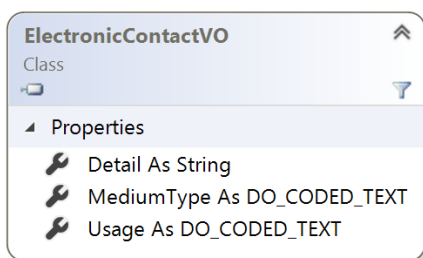 ElectronicContactVO
Class
Properties
Detail As String
MediumType As DO_CODED_TEXT
Usage As DO_CODED_TEXT